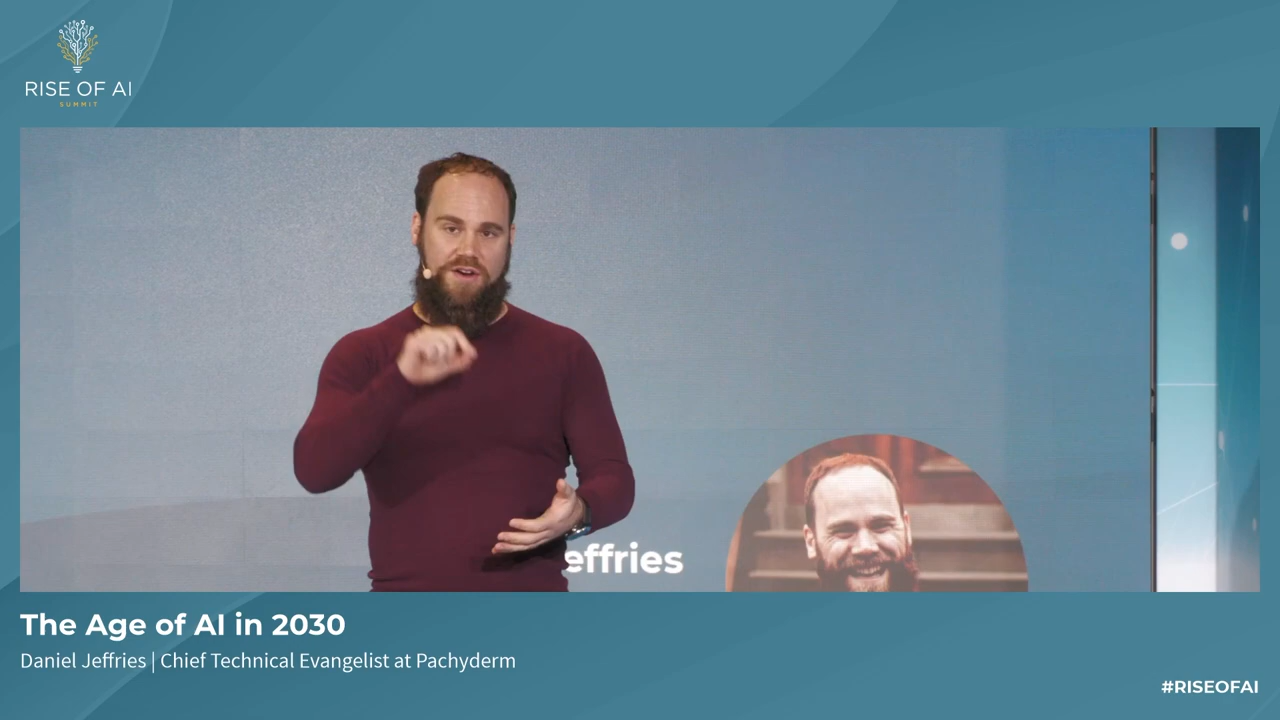 RISE OF AI
SUMMIT
effries
The Age of AI in 2030
Daniel Jeffries | Chief Technical Evangelist at Pachyderm
#RISEOFAI